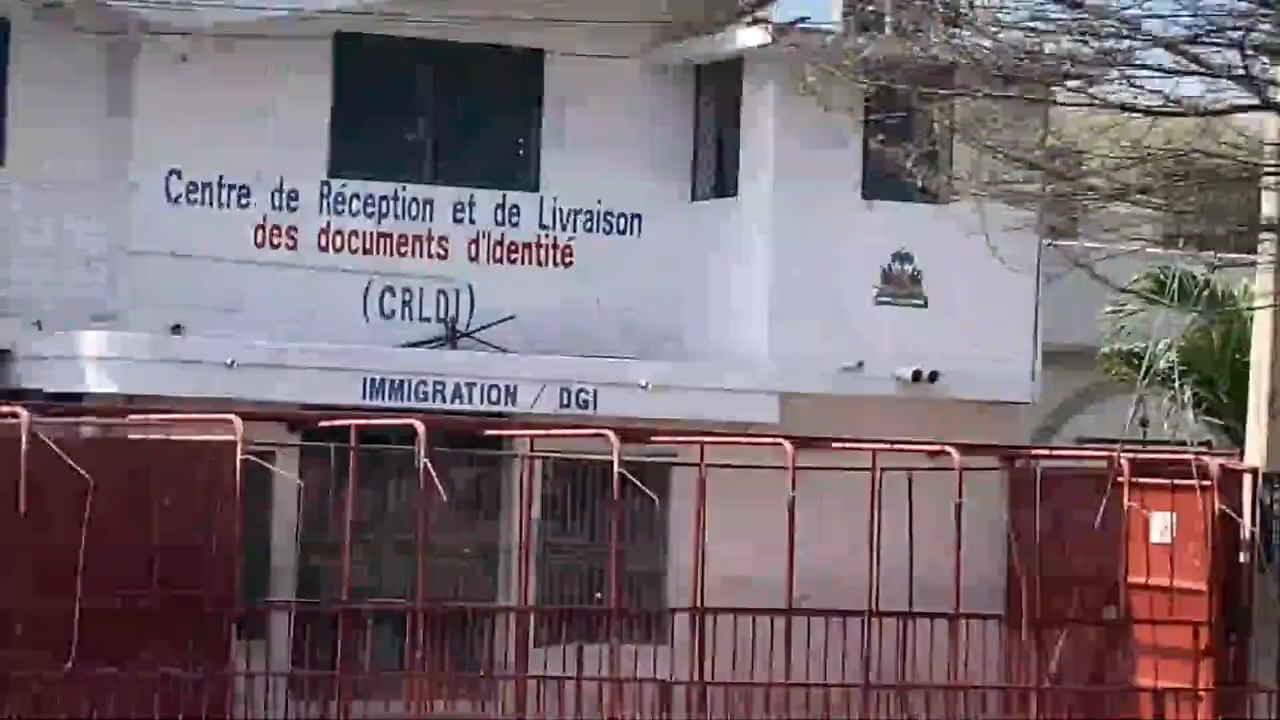 Centre de Réception et de Livraison
des documents d'Identité
(CRLDI)
IMMIGRATION / DGI